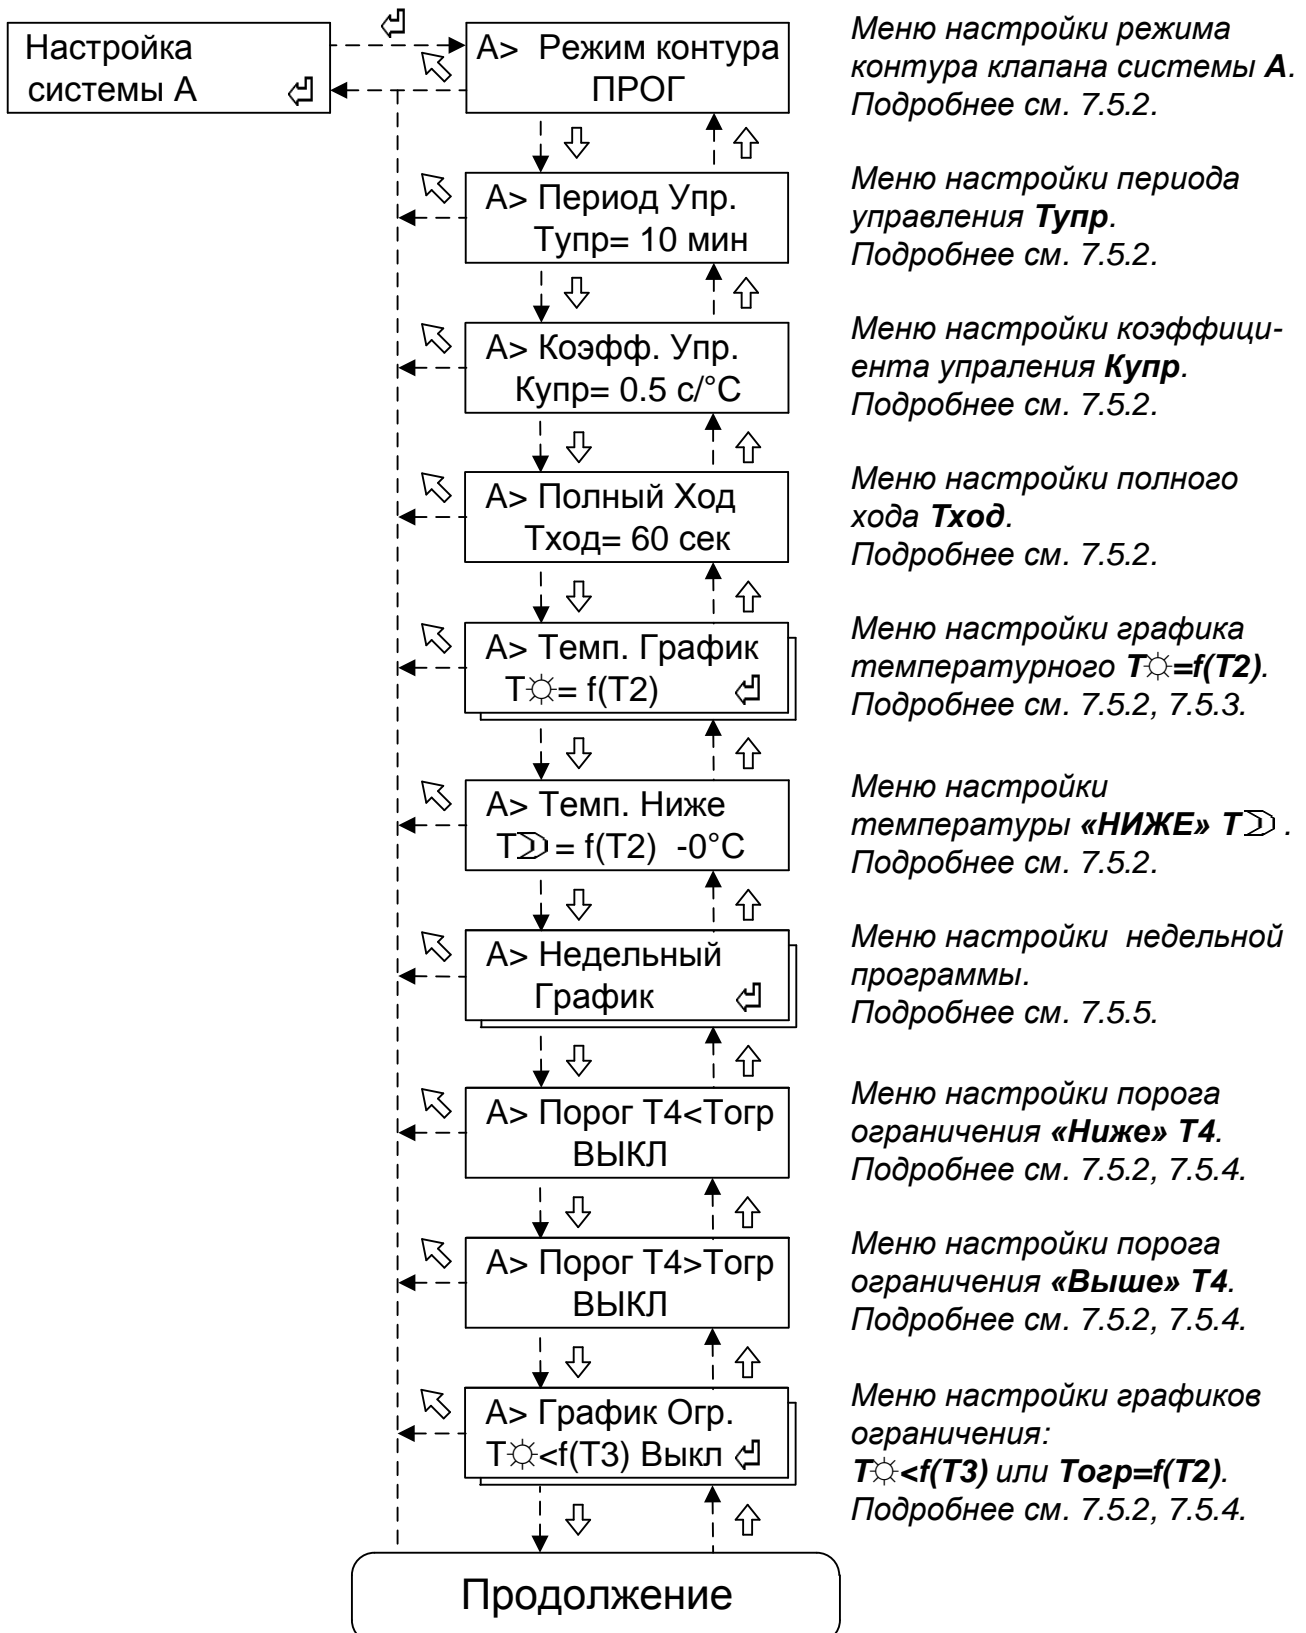 Настройка
системы А
А> Режим контура
ПРОГ
Меню настройки режима
контура клапана системы А.
Подробнее см. 7.5.2.
А> Период Упр.
Тупр= 10 мин
Меню настройки периода
управления Тупр.
Подробнее см. 7.5.2.
А> Коэфф. Упр.
Купр= 0.5 с/°С
Меню настройки коэффици-
ента упраления Купр.
Подробнее см. 7.5.2.
А> Полный Ход
Тход= 60 сек
Меню настройки полного
хода Тход.
Подробнее см. 7.5.2.
А> Темп. График
Т☼= f(T2)
Меню настройки графика
температурного Т☼=f(T2).
Подробнее см. 7.5.2, 7.5.3.
А> Темп. Ниже
Т☽ = f(T2) -0°С
Меню настройки
температуры «НИЖЕ» Т☽ .
Подробнее см. 7.5.2.
А> Недельный
График
Меню настройки недельной
программы.
Подробнее см. 7.5.5.
А> Порог Т4<Тогр
ВЫКЛ
Меню настройки порога
ограничения «Ниже» Т4.
Подробнее см. 7.5.2, 7.5.4.
А> Порог Т4>Тогр
ВЫКЛ
Меню настройки порога
ограничения «Выше» Т4.
Подробнее см. 7.5.2, 7.5.4.
А> График Огр.
Т☼<f(T3) Выкл
Меню настройки графиков
ограничения:
Т☼<f(T3) или Тогр=f(T2).
Подробнее см. 7.5.2, 7.5.4.
Продолжение